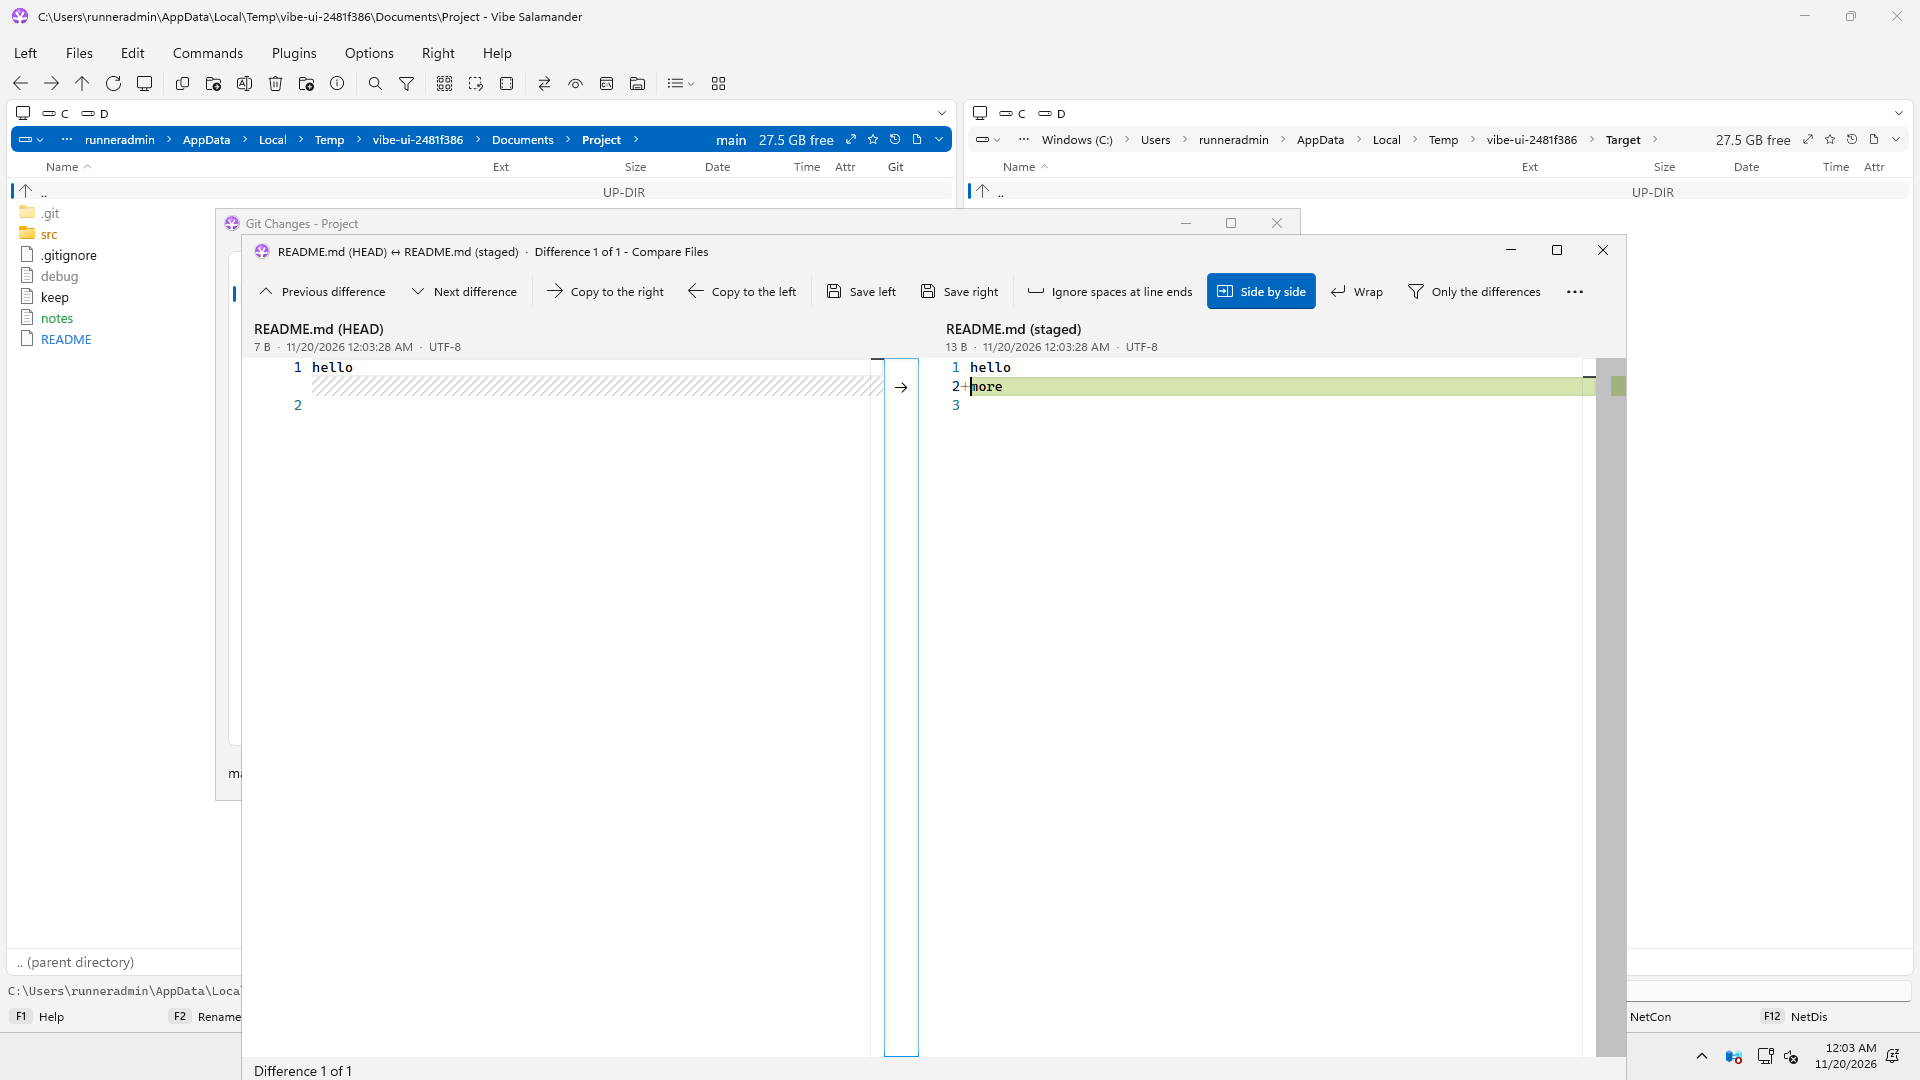 C:\Users\runneradmin\AppData\Local\Temp\vibe-ui-2481f386\Documents\Project - Vibe Salamander
Left Files Edit Commands Plugins Options Right Help
C D
C D
runneradmin AppData Local Temp vibe-ui-2481f386 Documents Project main 27.5 GB free
Windows (C:) Users runneradmin AppData Local Temp vibe-ui-2481f386 Target 27.5 GB free
Name Ext Size Date Time Attr Git
Name Ext Size Date Time Attr
.. UP-DIR
.. UP-DIR
.git
src
.gitignore
debug
keep
notes
README
Git Changes - Project
README.md (HEAD) ↔ README.md (staged) · Difference 1 of 1 - Compare Files
Previous difference Next difference Copy to the right Copy to the left Save left Save right Ignore spaces at line ends Side by side Wrap Only the differences
README.md (HEAD)
7 B · 11/20/2026 12:03:28 AM · UTF-8
README.md (staged)
13 B · 11/20/2026 12:03:28 AM · UTF-8
1 hello
2
1 hello
2+more
3
ma
Difference 1 of 1
.. (parent directory)
C:\Users\runneradmin\AppData\Loca
F1 Help F2 Rename
NetCon F12 NetDis
12:03 AM
11/20/2026